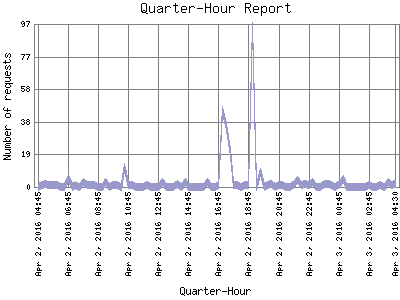 Quarter-Hour Report
Number of requests
97
77
58
38
19
0
Apr 2, 2016 04:45
Apr 2, 2016 06:45
Apr 2, 2016 08:45
Apr 2, 2016 10:45
Apr 2, 2016 12:45
Apr 2, 2016 14:45
Apr 2, 2016 16:45
Apr 2, 2016 18:45
Apr 2, 2016 20:45
Apr 2, 2016 22:45
Apr 3, 2016 00:45
Apr 3, 2016 02:45
Apr 3, 2016 04:30
Quarter-Hour